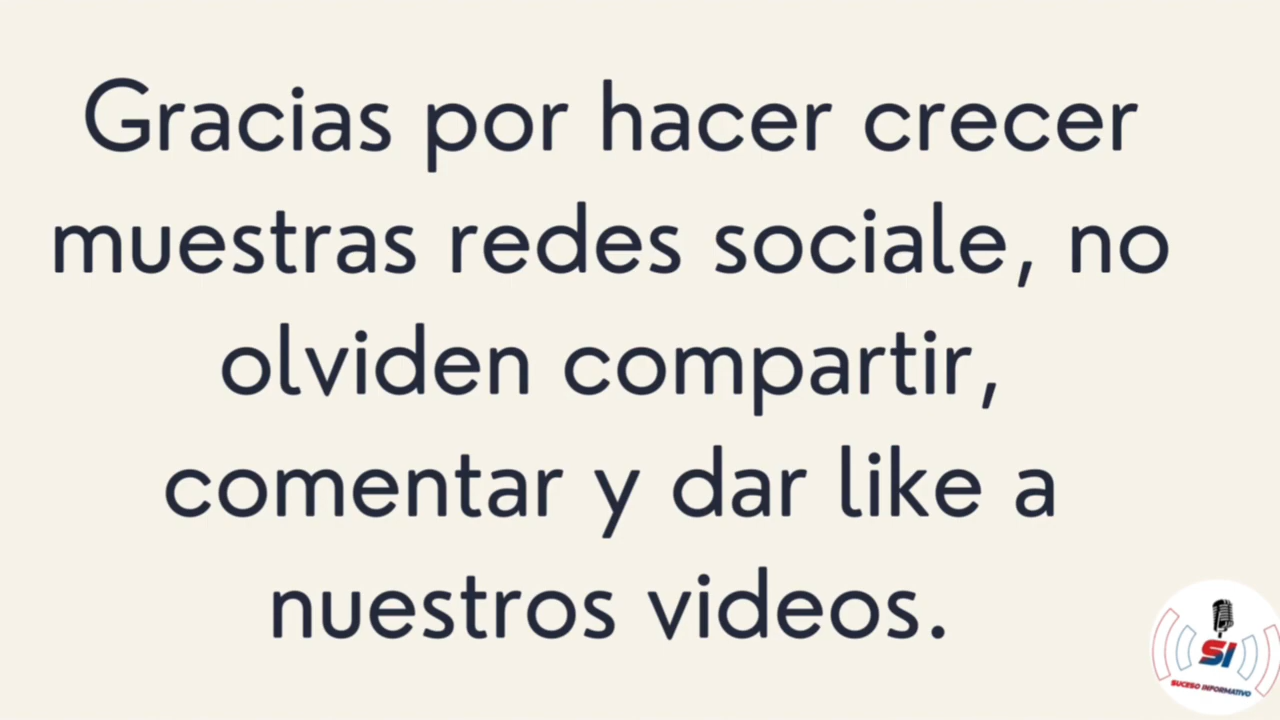 Gracias por hacer crecer
muestras redes sociale, no
olviden compartir,
comentar y dar like a
nuestros videos.
SI
SUCESO INFORMATIVO